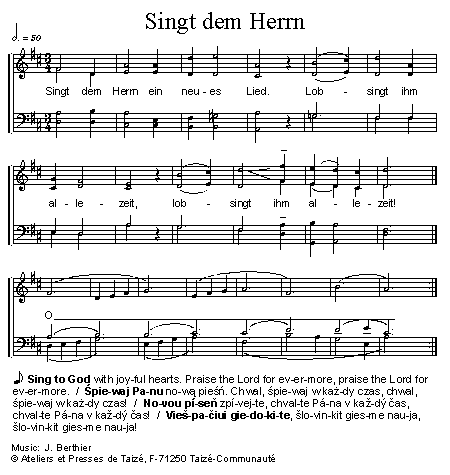 Singt dem Herrn
𝅗𝅥. = 50
Singt dem Herrn ein neu-es Lied. Lob - singt ihm
al - le - zeit, lob - singt ihm al - le - zeit!
Sing to God with joy-ful hearts. Praise the Lord for ev-er-more, praise the Lord for
ev-er-more. / Śpie-waj Pa-nu no-wą pieśń. Chwal, śpie-waj w każ-dy czas, chwal,
śpie-waj w każ-dy czas! / No-vou pí-seň zpí-vej-te, chval-te Pá-na v kaž-dý čas,
chval-te Pá-na v kaž-dý čas! / Vieš-pa-čiui gie-do-ki-te, šlo-vin-kit gies-me nau-ja,
šlo-vin-kit gies-me nau-ja!
Music: J. Berthier
© Ateliers et Presses de Taizé, F-71250 Taizé-Communauté